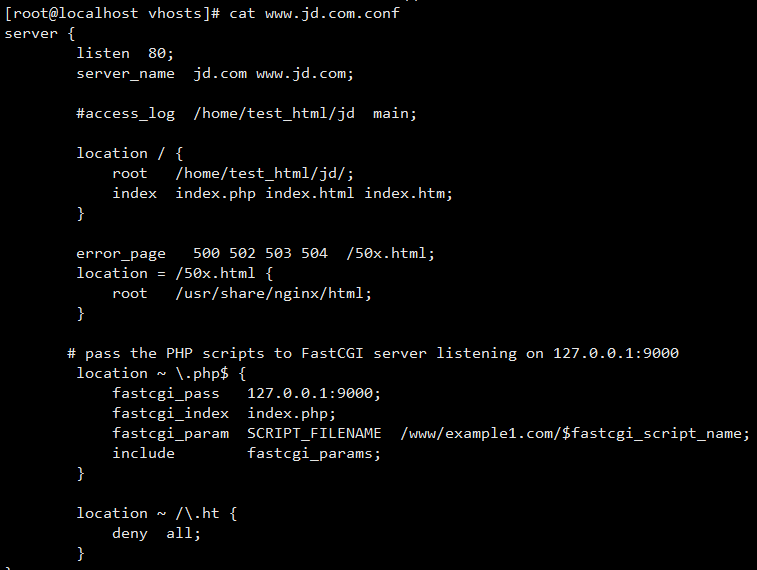 [root@localhost vhosts]# cat www.jd.com.conf
server {
        listen  80;
        server_name  jd.com www.jd.com;

        #access_log  /home/test_html/jd  main;

        location / {
            root   /home/test_html/jd/;
            index  index.php index.html index.htm;
        }

        error_page   500 502 503 504  /50x.html;
        location = /50x.html {
            root   /usr/share/nginx/html;
        }

       # pass the PHP scripts to FastCGI server listening on 127.0.0.1:9000
        location ~ \.php$ {
            fastcgi_pass   127.0.0.1:9000;
            fastcgi_index  index.php;
            fastcgi_param  SCRIPT_FILENAME  /www/example1.com/$fastcgi_script_name;
            include        fastcgi_params;
        }

        location ~ /\.ht {
            deny  all;
        }